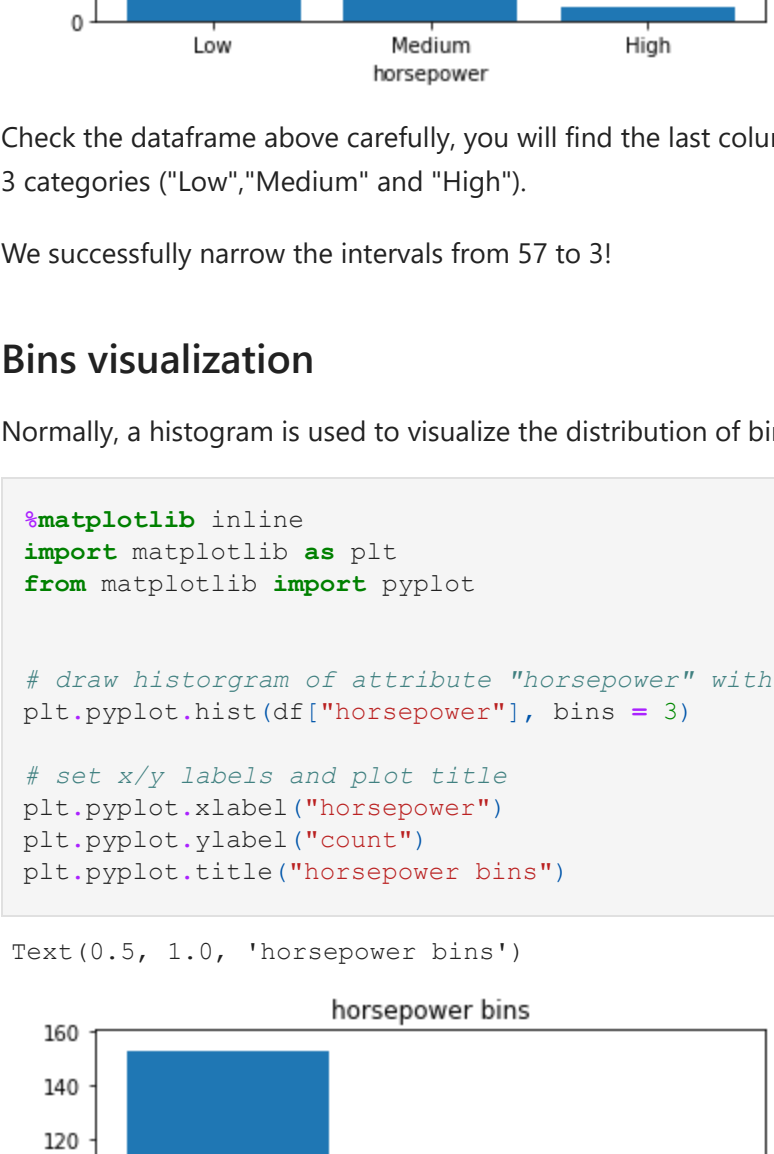 0
Low Medium High
horsepower
Check the dataframe above carefully, you will find the last
3 categories ("Low","Medium" and "High").
We successfully narrow the intervals from 57 to 3!
Bins visualization
Normally, a histogram is used to visualize the distribution of
%matplotlib inline
import matplotlib as plt
from matplotlib import pyplot
# draw historgram of attribute "horsepower" with
plt.pyplot.hist(df["horsepower"], bins = 3)
# set x/y labels and plot title
plt.pyplot.xlabel("horsepower")
plt.pyplot.ylabel("count")
plt.pyplot.title("horsepower bins")
Text(0.5, 1.0, 'horsepower bins')
horsepower bins
160
140
120